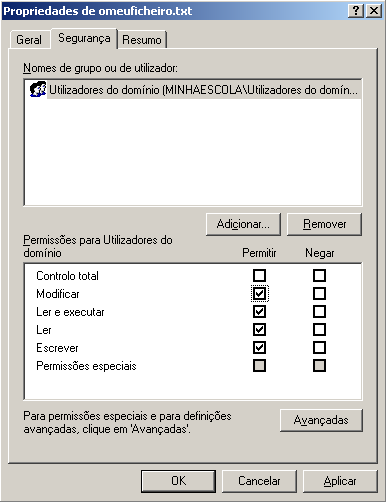 Propriedades de omeuficheiro.txt
Geral Segurança Resumo
Nomes de grupo ou de utilizador:
Utilizadores do domínio (MINHAESCOLA\Utilizadores do domín...
Adicionar... Remover
Permissões para Utilizadores do
domínio Permitir Negar
Controlo total
Modificar
Ler e executar
Ler
Escrever
Permissões especiais
Para permissões especiais e para definições
avançadas, clique em 'Avançadas'.
Avançadas
OK Cancelar Aplicar